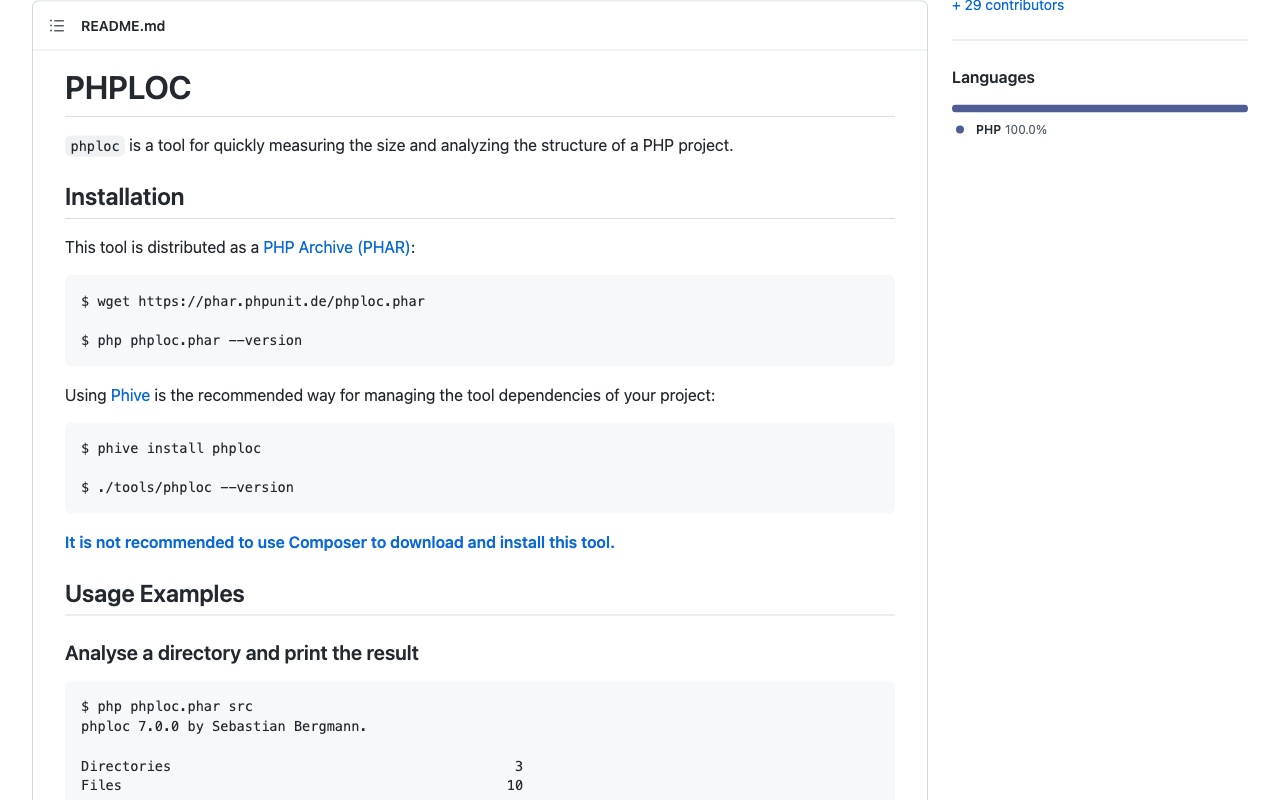 README.md
PHPLOC
phploc is a tool for quickly measuring the size and analyzing the structure of a PHP project.
Installation
This tool is distributed as a PHP Archive (PHAR):
$ wget https://phar.phpunit.de/phploc.phar
$ php phploc.phar --version
Using Phive is the recommended way for managing the tool dependencies of your project:
$ phive install phploc
$ ./tools/phploc --version
It is not recommended to use Composer to download and install this tool.
Usage Examples
Analyse a directory and print the result
$ php phploc.phar src
phploc 7.0.0 by Sebastian Bergmann.
Directories 3
Files 10
+ 29 contributors
Languages
PHP 100.0%